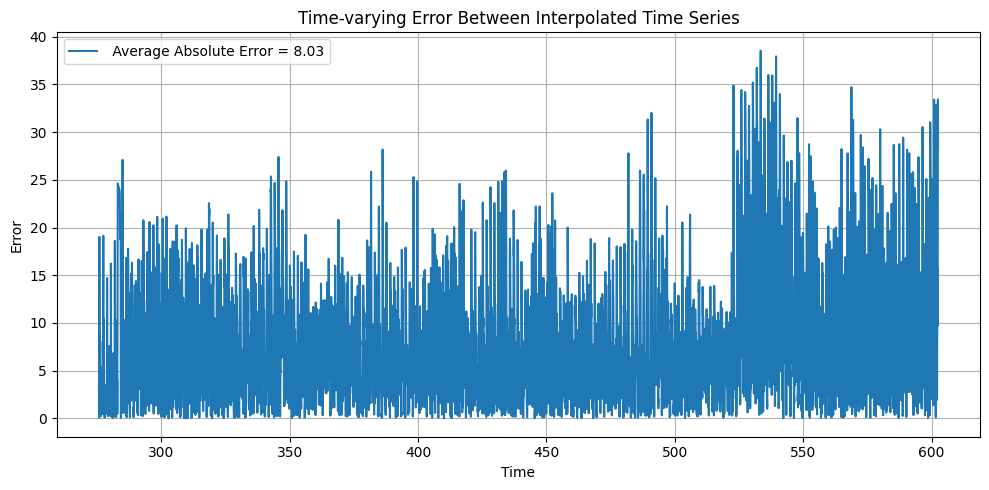 Time-varying Error Between Interpolated Time Series
Average Absolute Error = 8.03
Error
40
35
30
25
20
15
10
5
0
300 350 400 450 500 550 600
Time